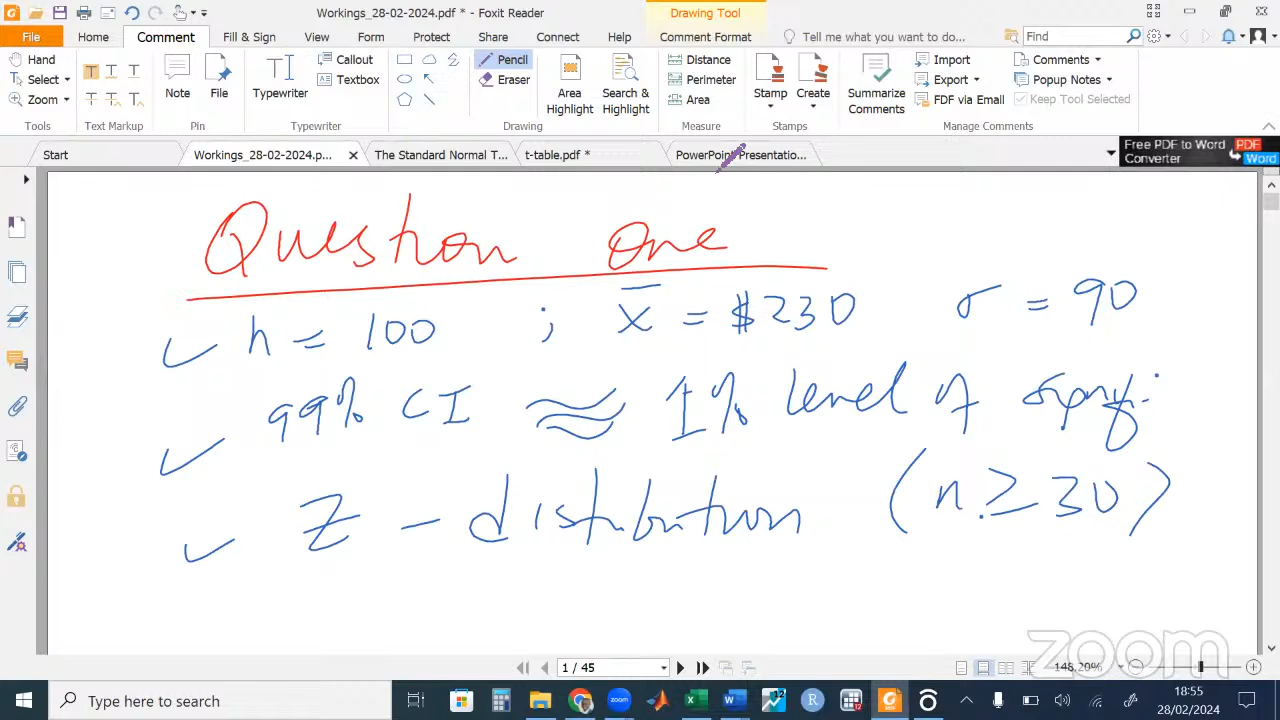 Workings_28-02-2024.pdf * - Foxit Reader
Drawing Tool
File Home Comment Fill & Sign View Form Protect Share Connect Help Comment Format Tell me what you want to do... Find
Hand
Select
Zoom
Tools
Text Markup
Note
File
Pin
Typewriter
Callout
Textbox
Typewriter
Pencil
Eraser
Drawing
Area Highlight
Search & Highlight
Distance
Perimeter
Area
Measure
Stamp
Create
Stamps
Summarize Comments
Import
Export
FDF via Email
Comments
Popup Notes
Keep Tool Selected
Manage Comments
Start Workings_28-02-2024.p... The Standard Normal T... t-table.pdf * PowerPoint Presentatio...
Free PDF to Word Converter
PDF
Word
Question One
n = 100 ; x̄ = $230 σ = 90
99% CI ≈ 1% level of signfi.
Z - distribution (n ≥ 30)
zoom
1 / 45
148.20%
Type here to search
zoom
12
R
18:55
28/02/2024